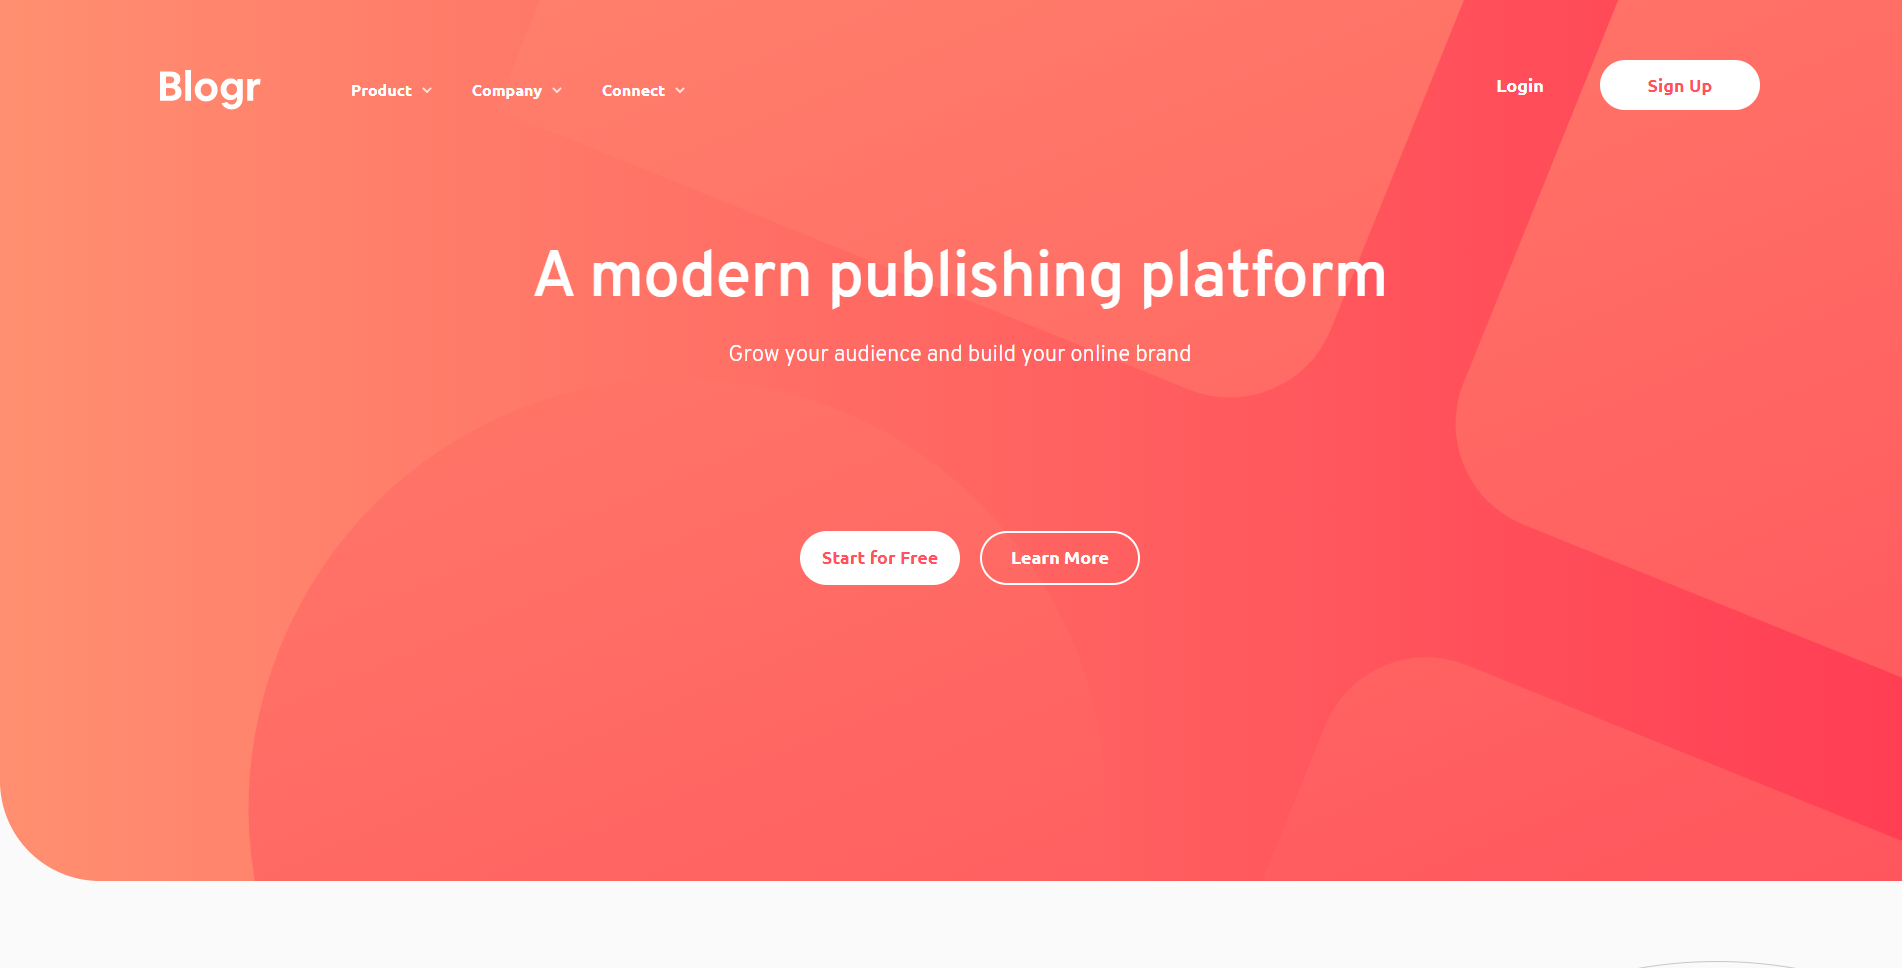 Blogr Product Company Connect Login Sign Up
A modern publishing platform
Grow your audience and build your online brand
Start for Free Learn More